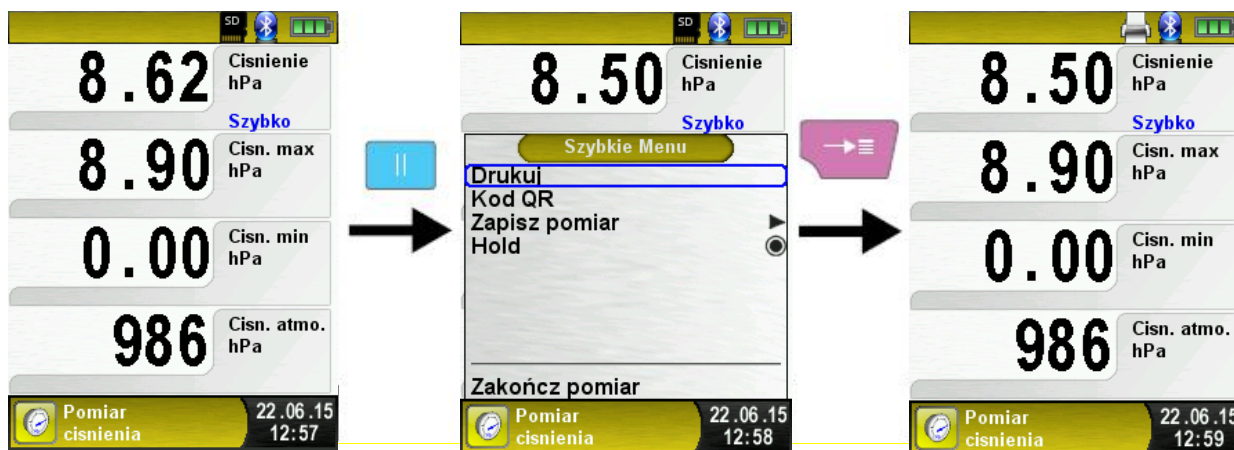 SD
8.62
Cisnienie
hPa
Szybko
8.90
Cisn. max
hPa
0.00
Cisn. min
hPa
986
Cisn. atmo.
hPa
Pomiar
cisnienia
22.06.15
12:57
SD
8.50
Cisnienie
hPa
Szybko
Szybkie Menu
Drukuj
Kod QR
Zapisz pomiar
Hold
Zakończ pomiar
Pomiar
cisnienia
22.06.15
12:58
8.50
Cisnienie
hPa
Szybko
8.90
Cisn. max
hPa
0.00
Cisn. min
hPa
986
Cisn. atmo.
hPa
Pomiar
cisnienia
22.06.15
12:59